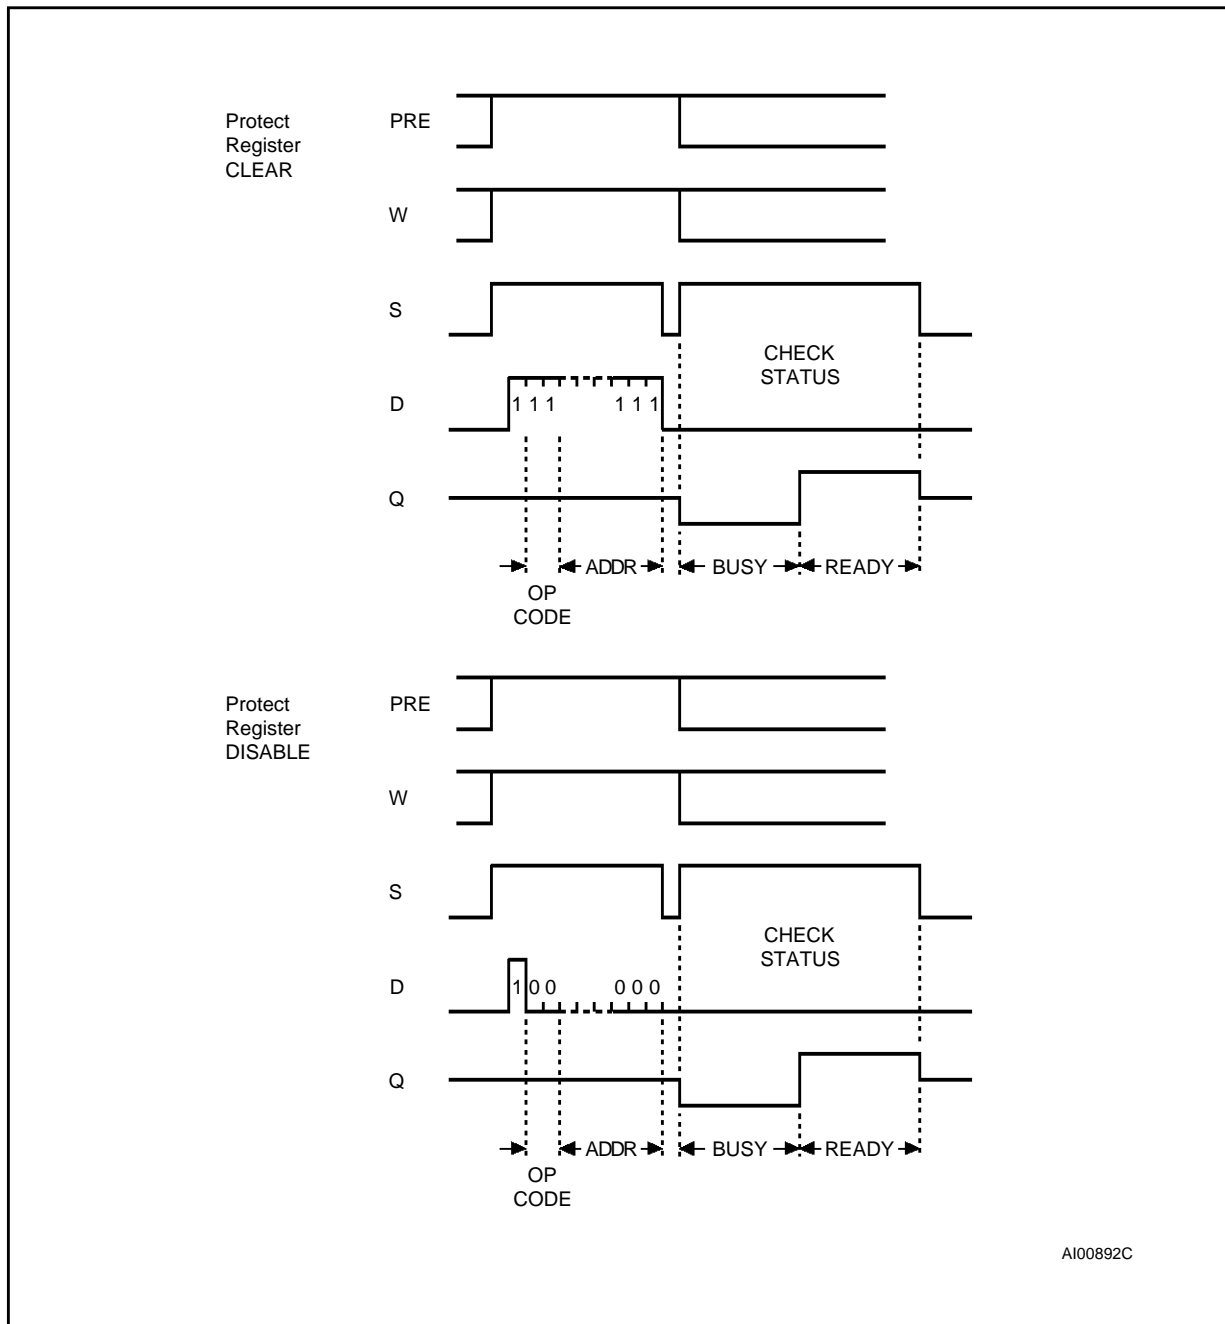 Protect
Register
CLEAR
PRE
W
S
CHECK
STATUS
D
1 1 1 1 1 1
Q
ADDR BUSY READY
OP
CODE
Protect
Register
DISABLE
PRE
W
S
CHECK
STATUS
D
1 0 0 0 0 0
Q
ADDR BUSY READY
OP
CODE
AI00892C